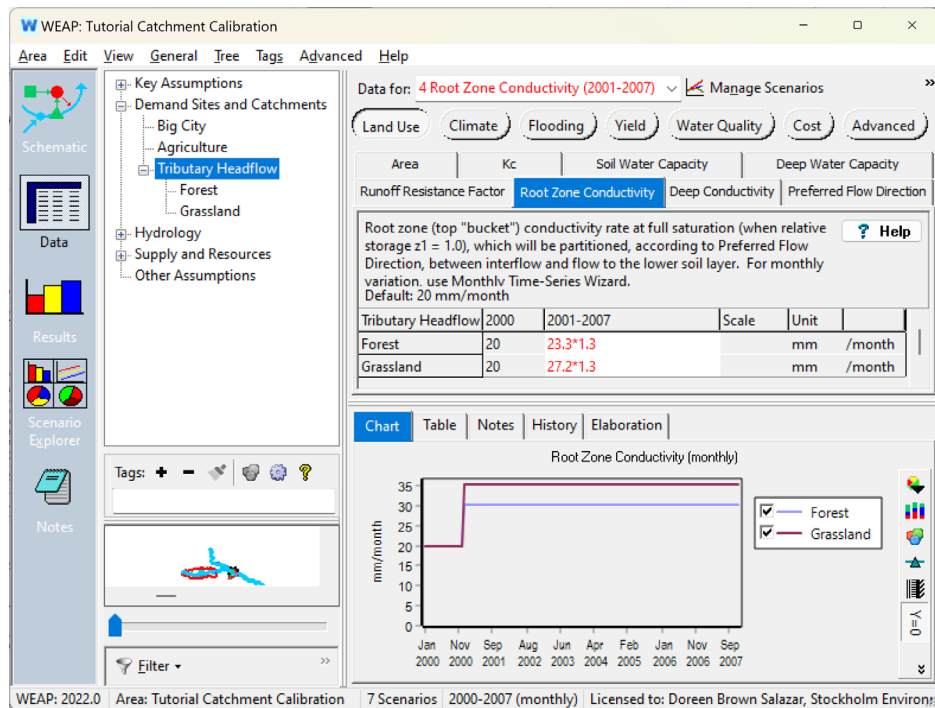 WEAP: Tutorial Catchment Calibration
Area Edit View General Tree Tags Advanced Help
Schematic
Data
Results
Scenario
Explorer
Notes
Key Assumptions
Demand Sites and Catchments
Big City
Agriculture
Tributary Headflow
Forest
Grassland
Hydrology
Supply and Resources
Other Assumptions
Tags:
Filter
Data for: 4 Root Zone Conductivity (2001-2007) Manage Scenarios
Land Use Climate Flooding Yield Water Quality Cost Advanced
Area Kc Soil Water Capacity Deep Water Capacity
Runoff Resistance Factor Root Zone Conductivity Deep Conductivity Preferred Flow Direction
Root zone (top "bucket") conductivity rate at full saturation (when relative
storage z1 = 1.0), which will be partitioned, according to Preferred Flow
Direction, between interflow and flow to the lower soil layer. For monthly
variation, use Monthly Time-Series Wizard.
Default: 20 mm/month
? Help
Tributary Headflow 2000 2001-2007 Scale Unit
Forest 20 23.3*1.3 mm /month
Grassland 20 27.2*1.3 mm /month
Chart Table Notes History Elaboration
Root Zone Conductivity (monthly)
mm/month
35
30
25
20
15
10
5
0
Jan Nov Sep Aug Jun Apr Feb Jan Nov Sep
2000 2000 2001 2002 2003 2004 2005 2006 2006 2007
Forest
Grassland
Y=0
WEAP: 2022.0 Area: Tutorial Catchment Calibration 7 Scenarios 2000-2007 (monthly) Licensed to: Doreen Brown Salazar, Stockholm Environ